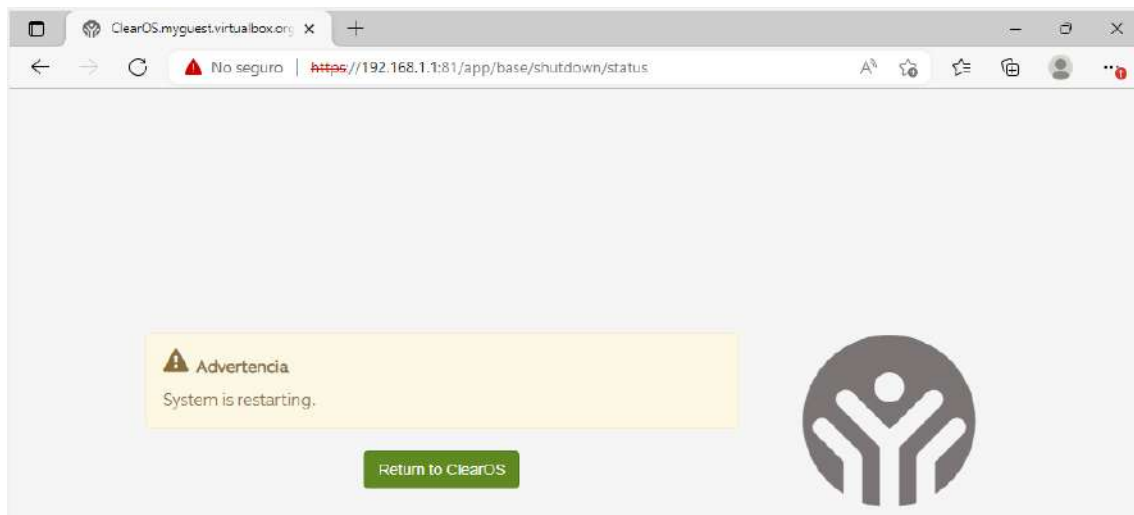 ClearOS.myguest.virtualbox.org
No seguro | https://192.168.1.1:81/app/base/shutdown/status
Advertencia
System is restarting.
Return to ClearOS